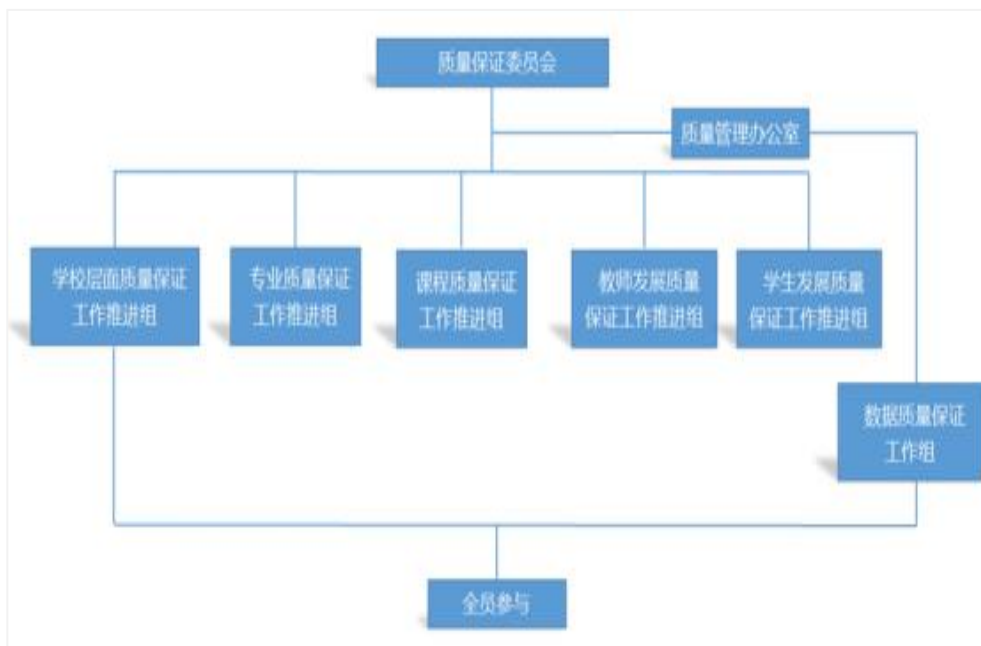 质量保证委员会
质量管理办公室
学校层面质量保证
工作推进组
专业质量保证
工作推进组
课程质量保证
工作推进组
教师发展质量
保证工作推进组
学生发展质量
保证工作推进组
数据质量保证
工作组
全员参与